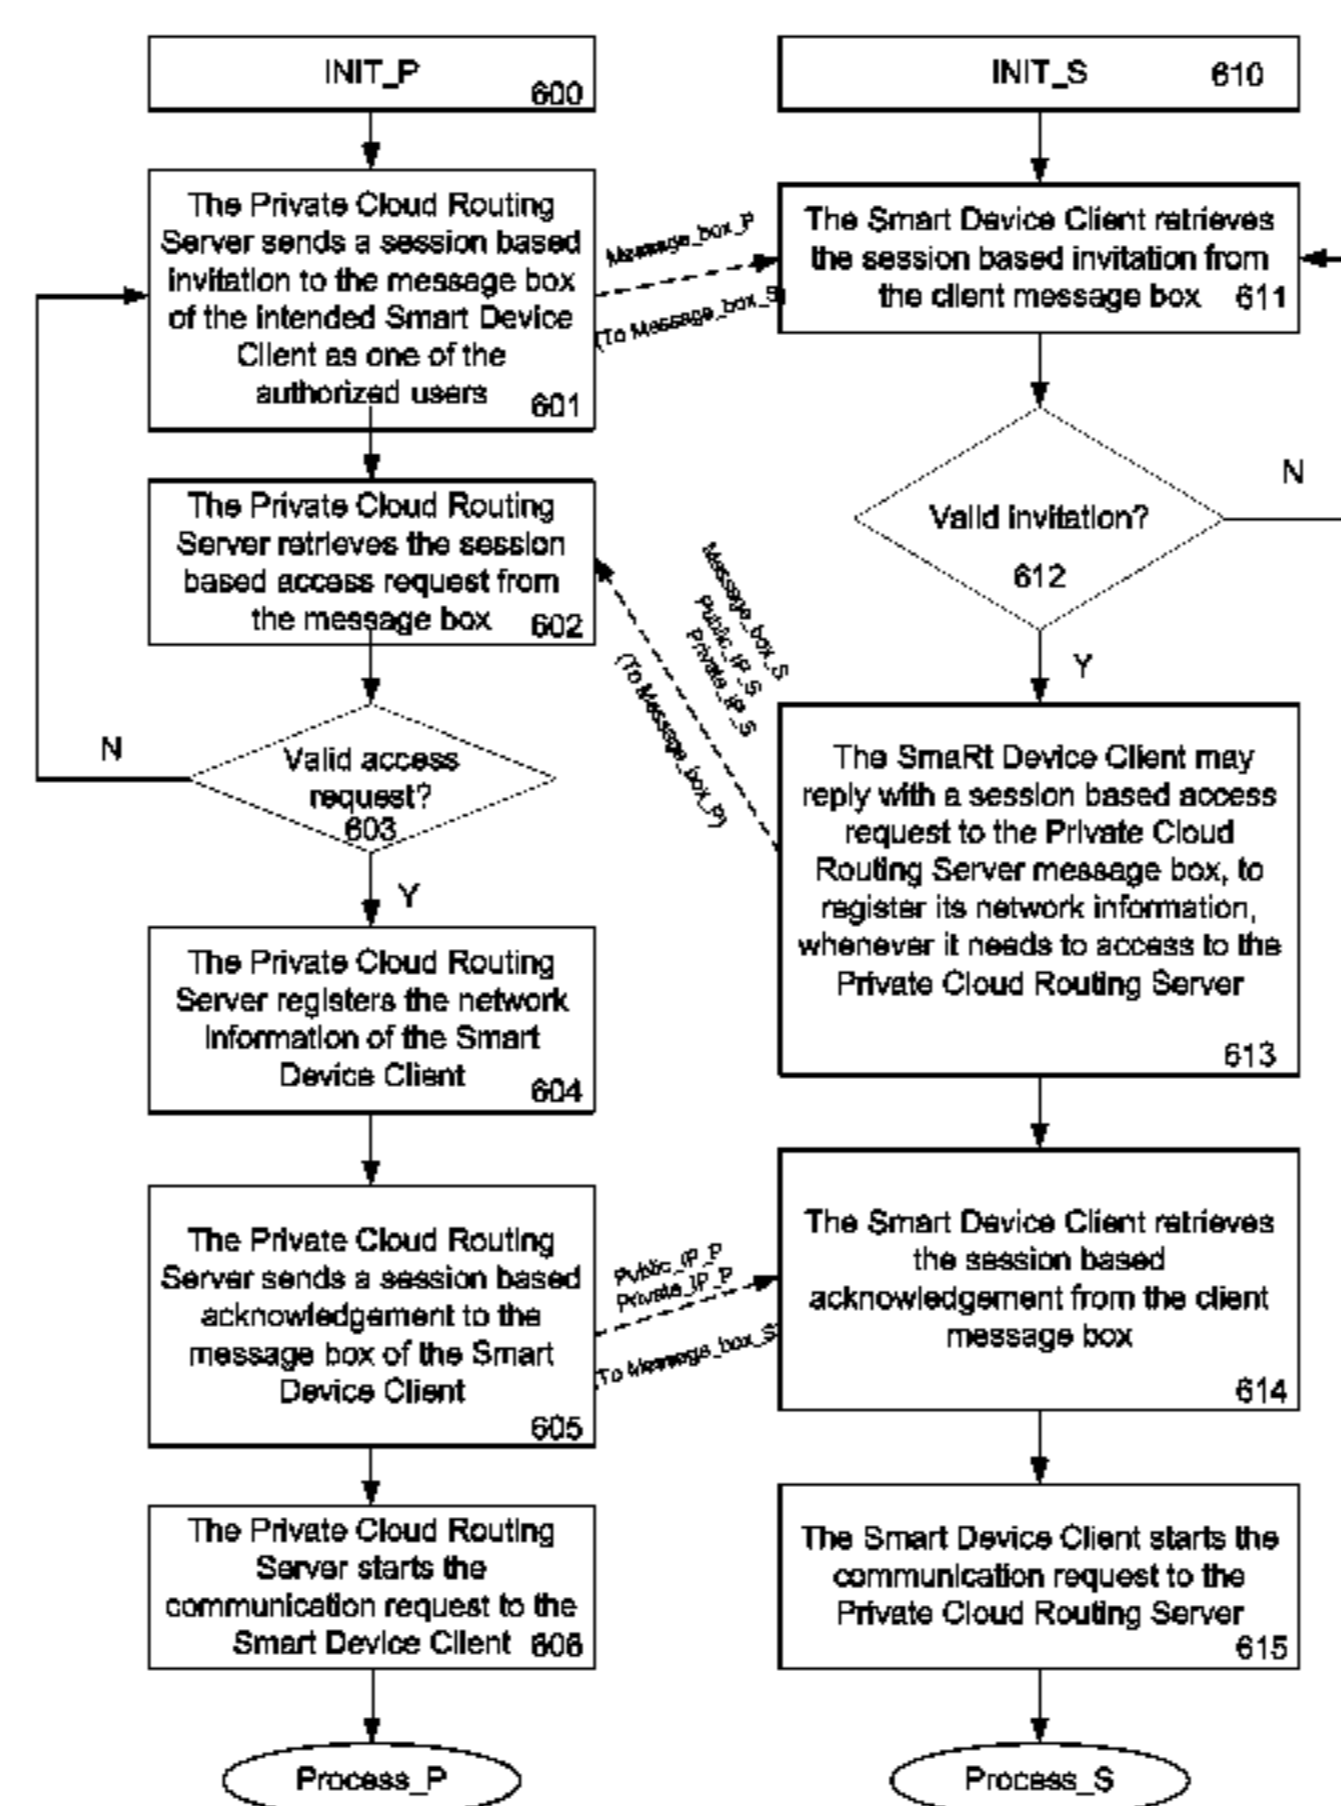 INIT_P
600
The Private Cloud Routing
Server sends a session based
invitation to the message box
of the intended Smart Device
Client as one of the
authorized users
601
Message_box_P
(To Message_box_S)
The Private Cloud Routing
Server retrieves the session
based access request from
the message box
602
Valid access
request?
603
N
Y
The Private Cloud Routing
Server registers the network
information of the Smart
Device Client
604
The Private Cloud Routing
Server sends a session based
acknowledgement to the
message box of the Smart
Device Client
605
Public_IP_P
Private_IP_P
(To Message_box_S)
The Private Cloud Routing
Server starts the
communication request to the
Smart Device Client 606
Process_P
INIT_S 610
The Smart Device Client retrieves
the session based invitation from
the client message box 611
Valid invitation?
612
N
Y
Message_box_S
Public_IP_S
Private_IP_S
(To Message_box_P)
The SmaRt Device Client may
reply with a session based access
request to the Private Cloud
Routing Server message box, to
register its network information,
whenever it needs to access to the
Private Cloud Routing Server
613
The Smart Device Client retrieves
the session based
acknowledgement from the client
message box
614
The Smart Device Client starts the
communication request to the
Private Cloud Routing Server
615
Process_S